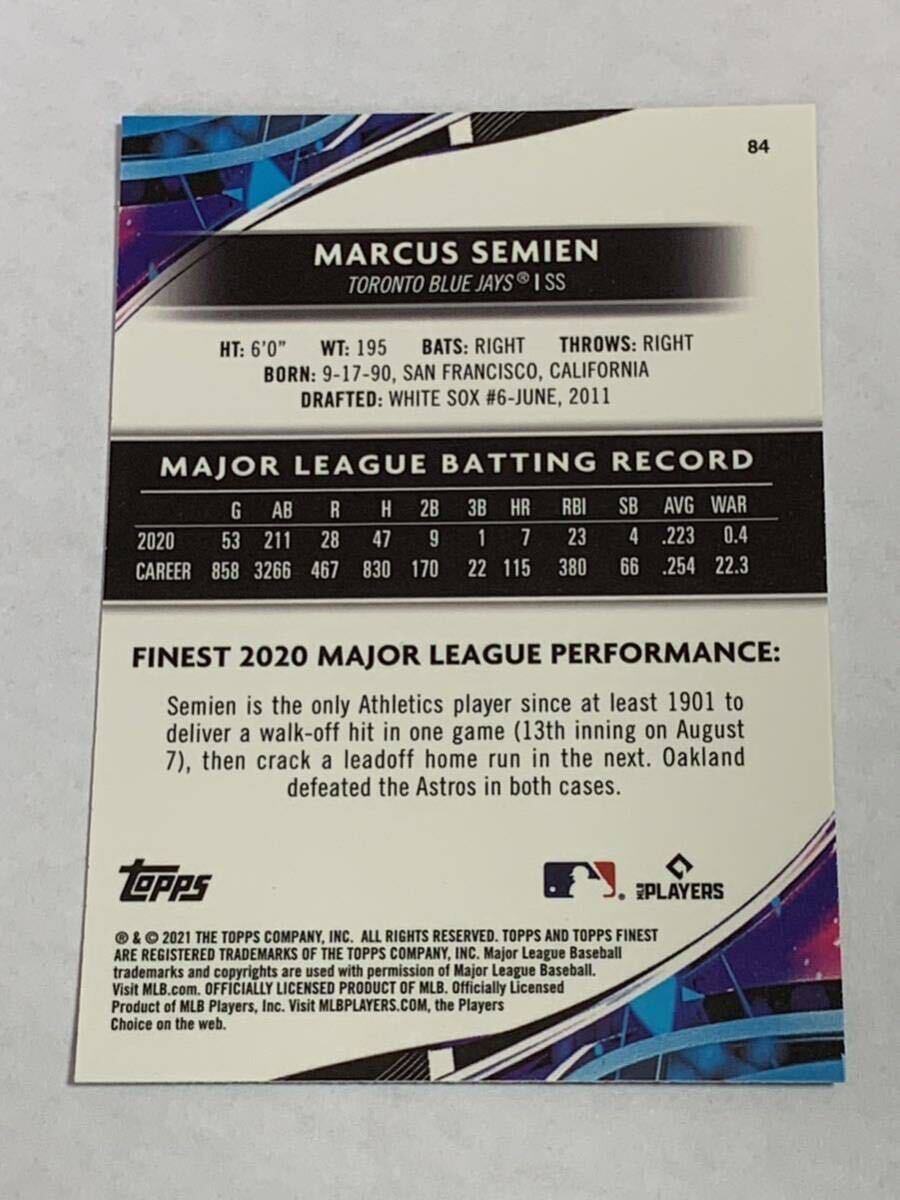 84
MARCUS SEMIEN
TORONTO BLUE JAYS® | SS
HT: 6'0" WT: 195 BATS: RIGHT THROWS: RIGHT
BORN: 9-17-90, SAN FRANCISCO, CALIFORNIA
DRAFTED: WHITE SOX #6-JUNE, 2011
MAJOR LEAGUE BATTING RECORD
G AB R H 2B 3B HR RBI SB AVG WAR
2020 53 211 28 47 9 1 7 23 4 .223 0.4
CAREER 858 3266 467 830 170 22 115 380 66 .254 22.3
FINEST 2020 MAJOR LEAGUE PERFORMANCE:
Semien is the only Athletics player since at least 1901 to
deliver a walk-off hit in one game (13th inning on August
7), then crack a leadoff home run in the next. Oakland
defeated the Astros in both cases.
Topps
MLB PLAYERS
® & © 2021 THE TOPPS COMPANY, INC. ALL RIGHTS RESERVED. TOPPS AND TOPPS FINEST
ARE REGISTERED TRADEMARKS OF THE TOPPS COMPANY, INC. Major League Baseball
trademarks and copyrights are used with permission of Major League Baseball.
Visit MLB.com. OFFICIALLY LICENSED PRODUCT OF MLB. Officially Licensed
Product of MLB Players, Inc. Visit MLBPLAYERS.COM, the Players
Choice on the web.